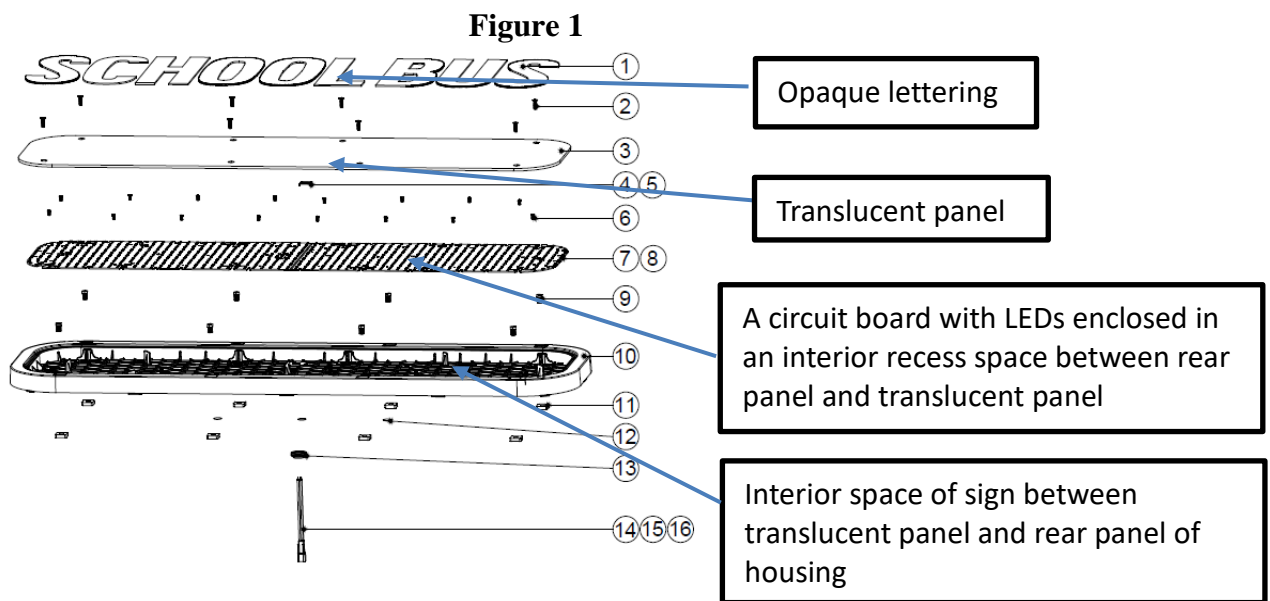 Figure 1
SCHOOL BUS
1
Opaque lettering
2
3
4 5
Translucent panel
6
7 8
9
A circuit board with LEDs enclosed in
an interior recess space between rear
panel and translucent panel
10
11
12
13
Interior space of sign between
translucent panel and rear panel of
housing
14 15 16